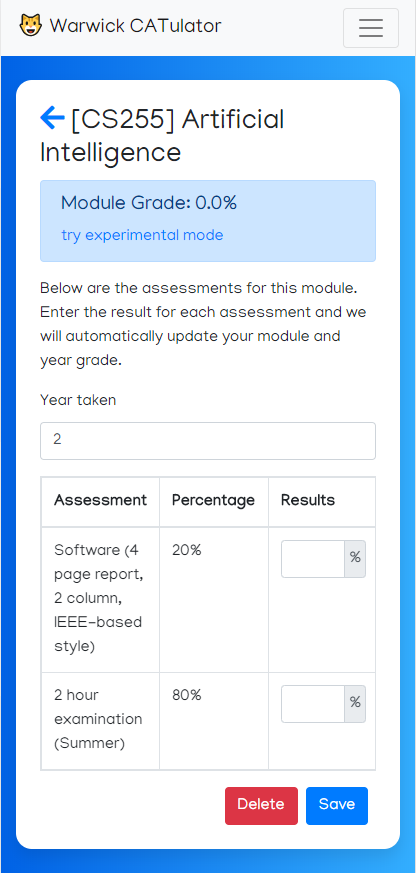 Warwick CATulator
[CS255] Artificial
Intelligence
Module Grade: 0.0%
try experimental mode
Below are the assessments for this module.
Enter the result for each assessment and we
will automatically update your module and
year grade.
Year taken
2
Assessment Percentage Results
Software (4 20% %
page report,
2 column,
IEEE-based
style)
2 hour 80% %
examination
(Summer)
Delete Save